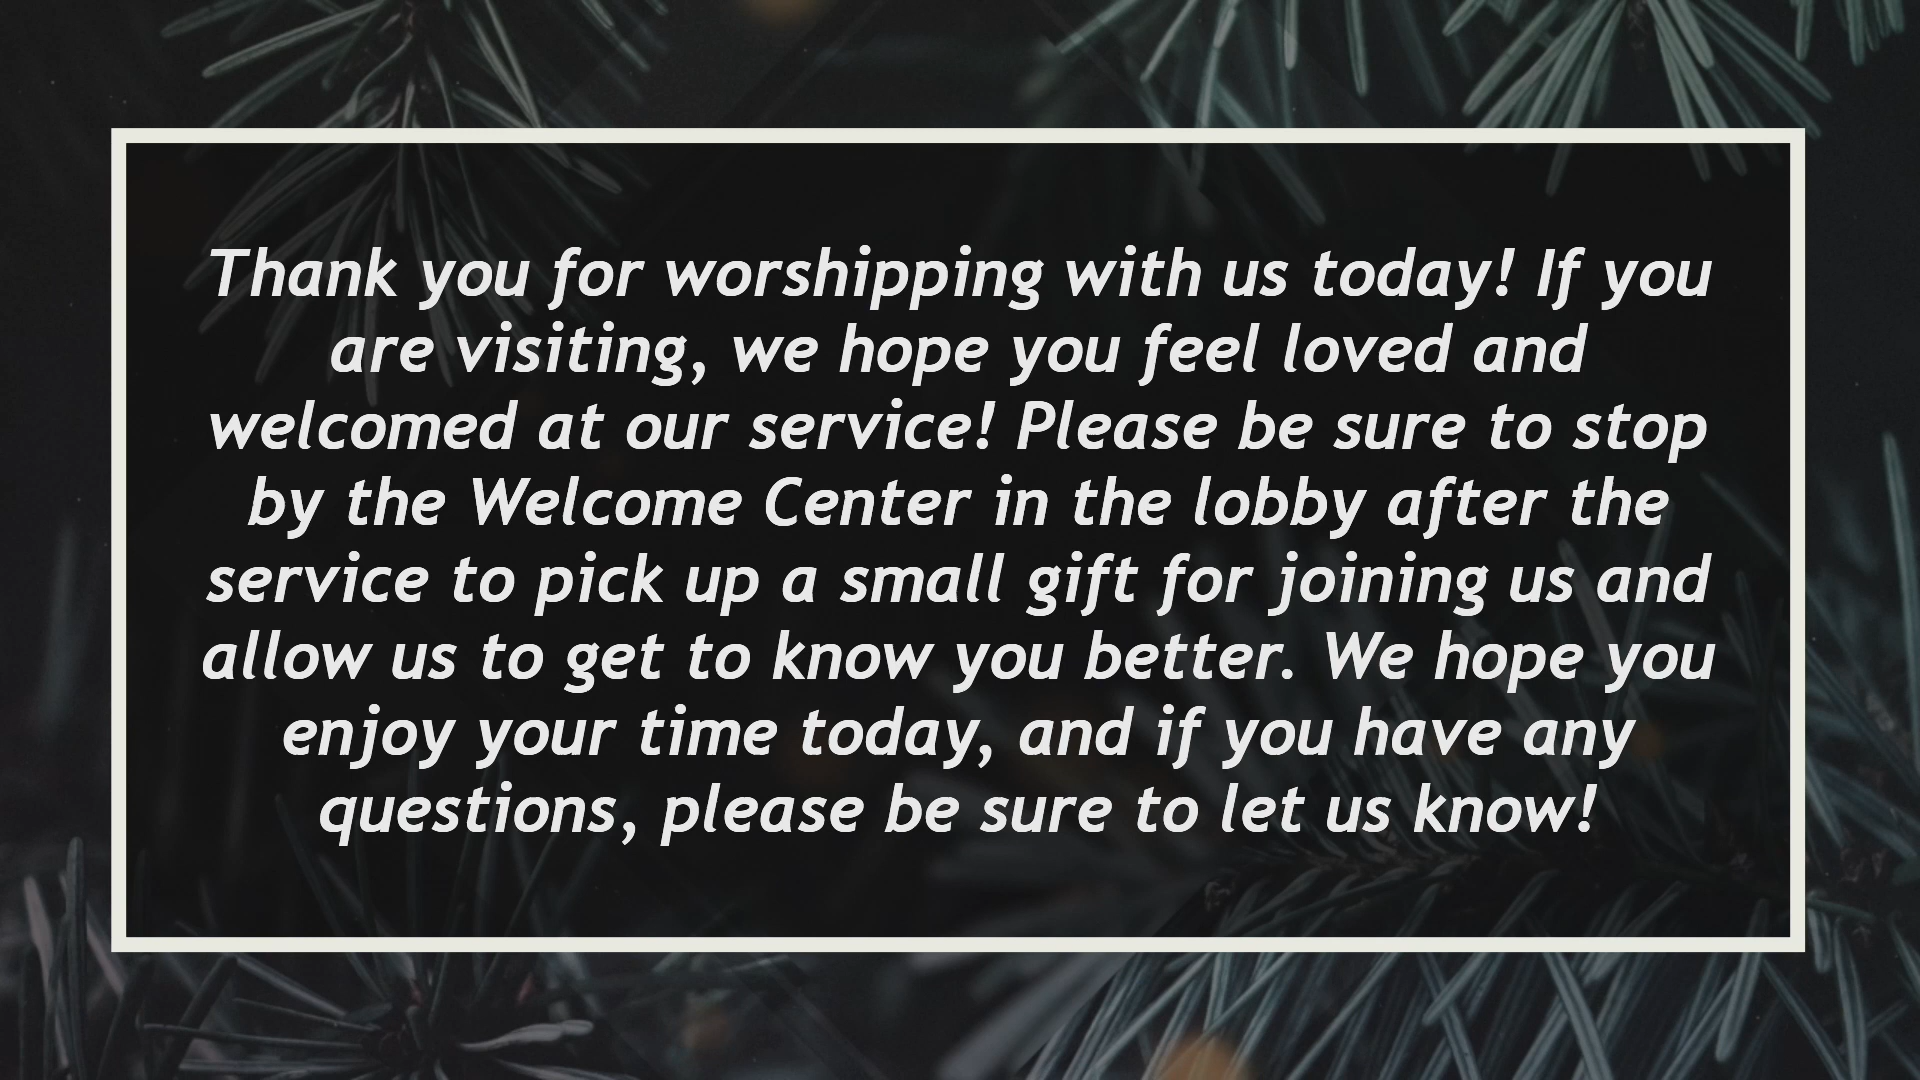 Thank you for worshipping with us today! If you
are visiting, we hope you feel loved and
welcomed at our service! Please be sure to stop
by the Welcome Center in the lobby after the
service to pick up a small gift for joining us and
allow us to get to know you better. We hope you
enjoy your time today, and if you have any
questions, please be sure to let us know!